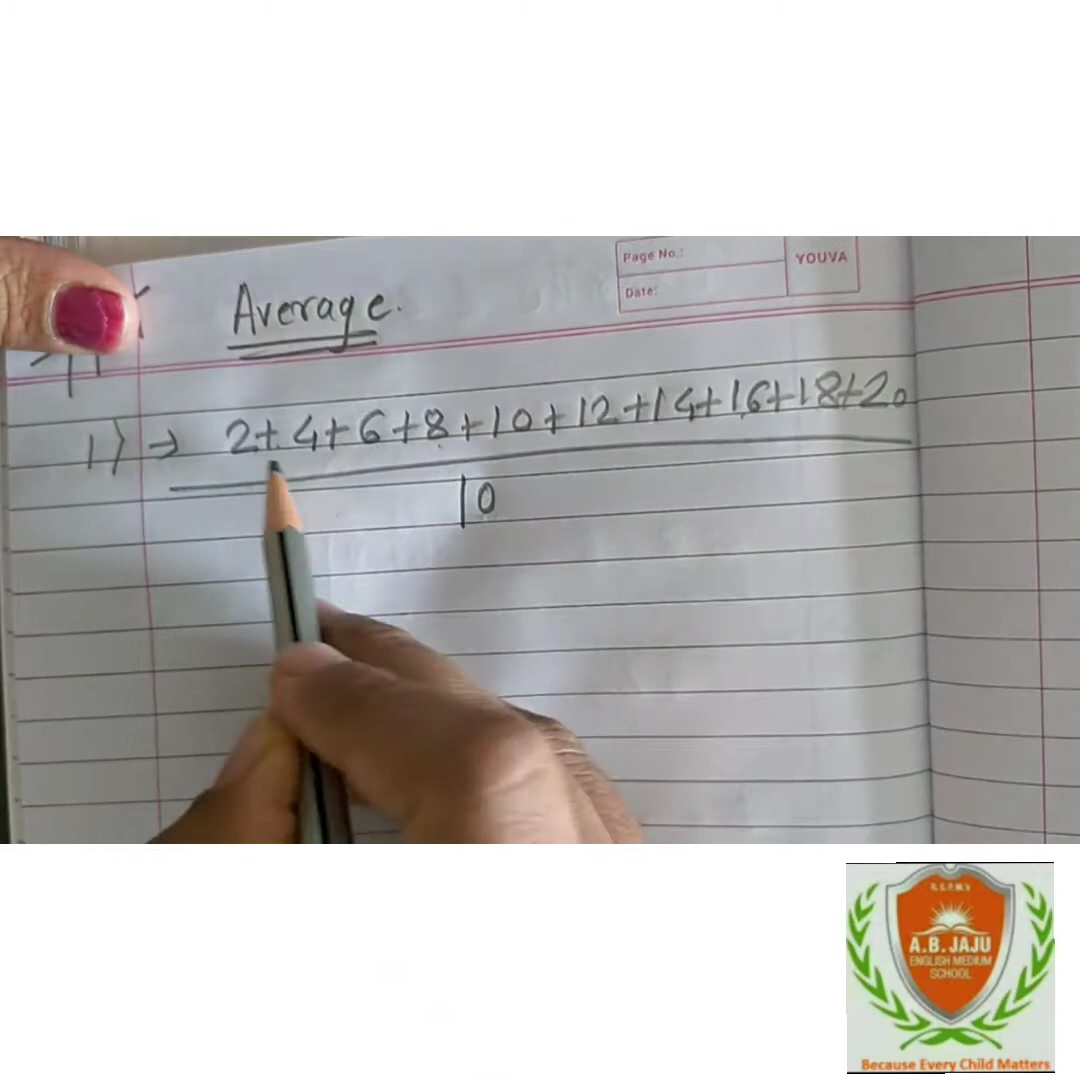 Page No.:
YOUVA
Date:
Average.
1) → 2+4+6+8+10+12+14+16+18+20
10
A.B. JAJU
ENGLISH MEDIUM
SCHOOL
Because Every Child Matters